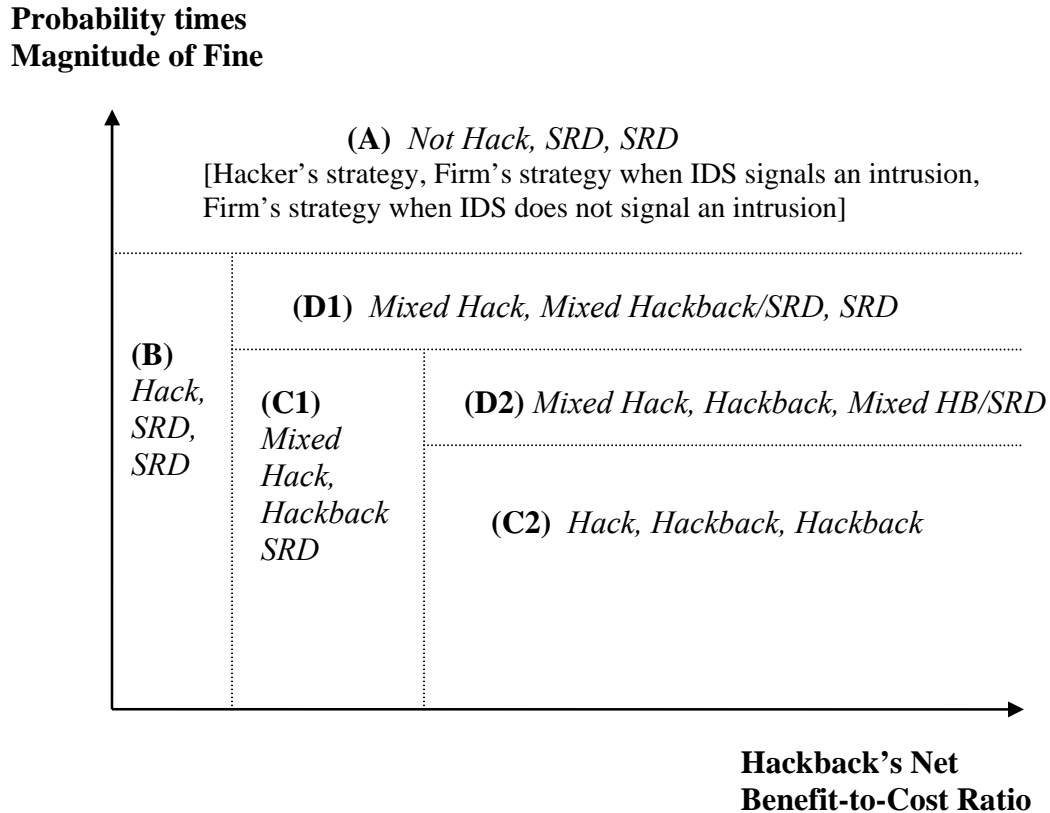 Probability times
Magnitude of Fine
(A) Not Hack, SRD, SRD
[Hacker's strategy, Firm's strategy when IDS signals an intrusion,
Firm's strategy when IDS does not signal an intrusion]
(D1) Mixed Hack, Mixed Hackback/SRD, SRD
(B)
Hack,
SRD,
SRD
(C1)
Mixed
Hack,
Hackback
SRD
(D2) Mixed Hack, Hackback, Mixed HB/SRD
(C2) Hack, Hackback, Hackback
Hackback's Net
Benefit-to-Cost Ratio